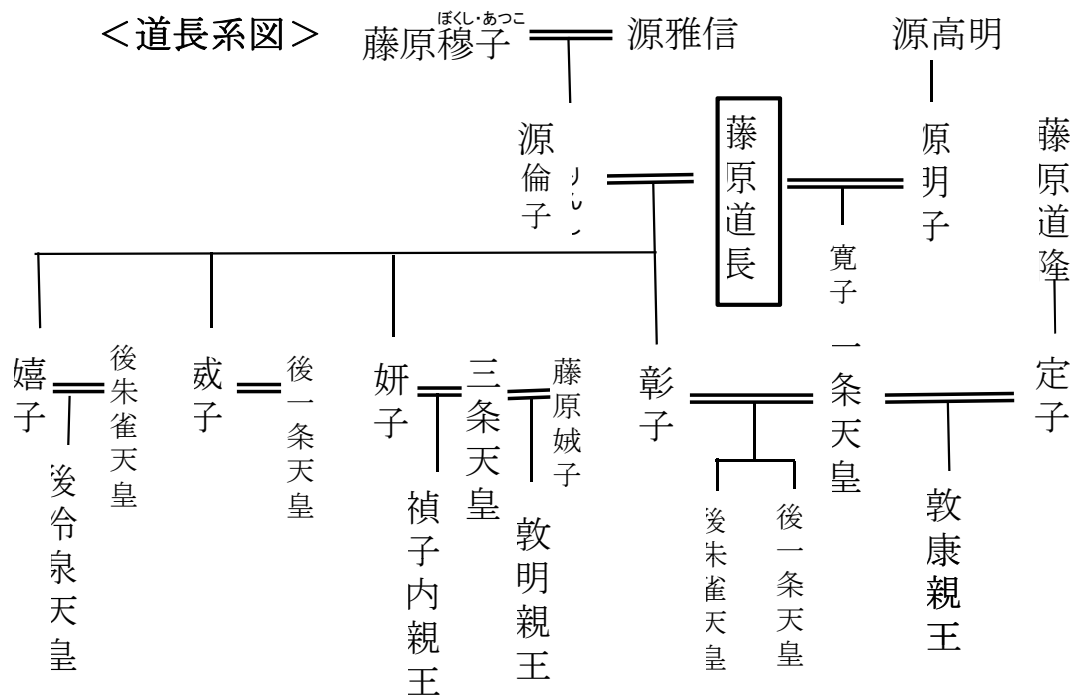 ＜道長系図＞
ぼくし・あつこ
藤原穆子
源雅信
源高明
源倫子
りんし
藤原道長
源明子
藤原道隆
寛子
嬉子
後朱雀天皇
威子
後一条天皇
妍子
三条天皇
藤原娍子
彰子
一条天皇
定子
後冷泉天皇
禎子内親王
敦明親王
後朱雀天皇
後一条天皇
敦康親王